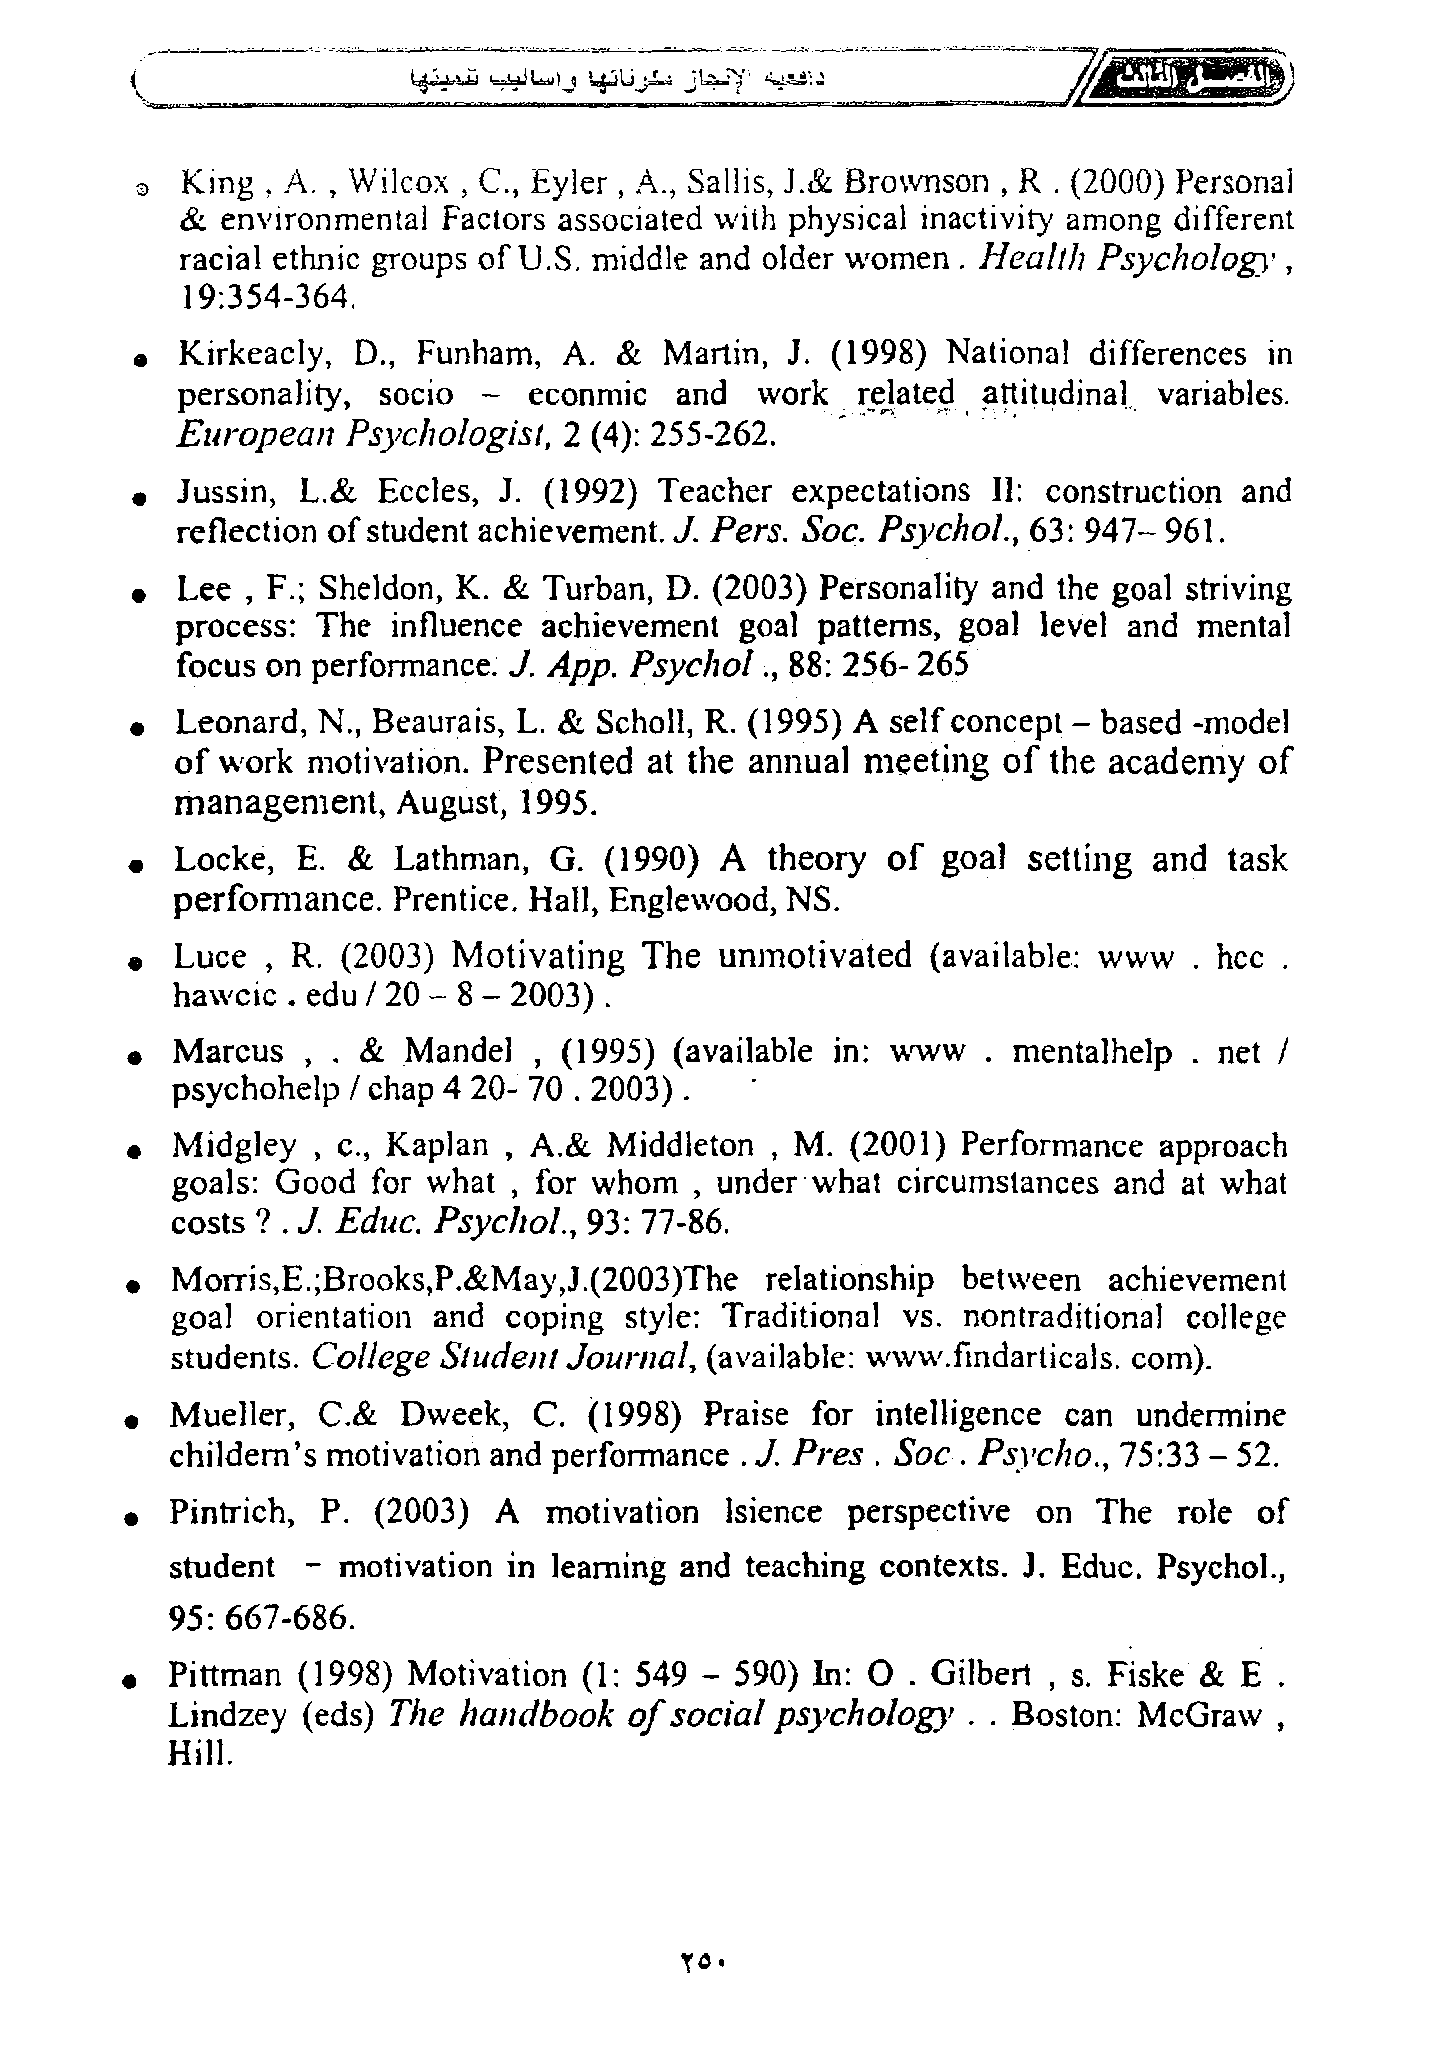 دافعية الإنجاز مكوناتها وأساليب تنميتها
King , A. , Wilcox , C., Eyler , A., Sallis, J.& Brownson , R . (2000) Personal
& environmental Factors associated with physical inactivity among different
racial ethnic groups of U.S. middle and older women . Health Psychology ,
19:354-364.
• Kirkeacly, D., Funham, A. & Martin, J. (1998) National differences in
personality, socio – econmic and work related attitudinal variables.
European Psychologist, 2 (4): 255-262.
• Jussin, L.& Eccles, J. (1992) Teacher expectations II: construction and
reflection of student achievement. J. Pers. Soc. Psychol., 63: 947– 961.
• Lee , F.; Sheldon, K. & Turban, D. (2003) Personality and the goal striving
process: The influence achievement goal patterns, goal level and mental
focus on performance. J. App. Psychol ., 88: 256- 265
• Leonard, N., Beaurais, L. & Scholl, R. (1995) A self concept – based -model
of work motivation. Presented at the annual meeting of the academy of
management, August, 1995.
• Locke, E. & Lathman, G. (1990) A theory of goal setting and task
performance. Prentice. Hall, Englewood, NS.
• Luce , R. (2003) Motivating The unmotivated (available: www . hcc .
hawcic . edu / 20 – 8 – 2003) .
• Marcus , . & Mandel , (1995) (available in: www . mentalhelp . net /
psychohelp / chap 4 20- 70 . 2003) .
• Midgley , c., Kaplan , A.& Middleton , M. (2001) Performance approach
goals: Good for what , for whom , under what circumstances and at what
costs ? . J. Educ. Psychol., 93: 77-86.
• Morris,E.;Brooks,P.&May,J.(2003)The relationship between achievement
goal orientation and coping style: Traditional vs. nontraditional college
students. College Student Journal, (available: www.findarticals. com).
• Mueller, C.& Dweek, C. (1998) Praise for intelligence can undermine
childern's motivation and performance . J. Pres . Soc . Psycho., 75:33 – 52.
• Pintrich, P. (2003) A motivation lsience perspective on The role of
student – motivation in learning and teaching contexts. J. Educ. Psychol.,
95: 667-686.
• Pittman (1998) Motivation (1: 549 – 590) In: O . Gilbert , s. Fiske & E .
Lindzey (eds) The handbook of social psychology . . Boston: McGraw ,
Hill.
٢٥٠